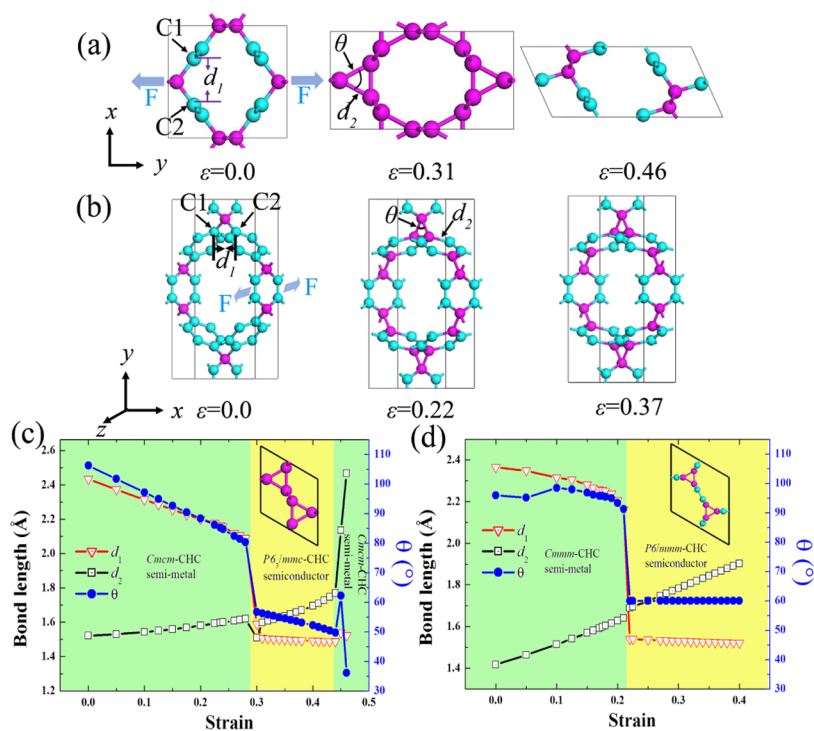 (a)
C1
d1
C2
F
F
x
y
ε=0.0
θ
d2
ε=0.31
ε=0.46
(b)
C1
C2
d1
F
F
y
z
x
ε=0.0
θ
d2
ε=0.22
ε=0.37
(c)
Bond length (Å)
2.6
2.4
2.2
2.0
1.8
1.6
1.4
1.2
d1
d2
θ
Cmcm-CHC
semi-metal
P63/mmc-CHC
semiconductor
Cmcm-CHC
semi-metal
110
100
90
80
70
60
50
40
30
θ (°)
0.0 0.1 0.2 0.3 0.4 0.5
Strain
(d)
Bond length (Å)
2.4
2.2
2.0
1.8
1.6
1.4
d1
d2
θ
Cmmm-CHC
semi-metal
P6/mmm-CHC
semiconductor
110
100
90
80
70
60
50
40
30
θ (°)
0.0 0.1 0.2 0.3 0.4
Strain